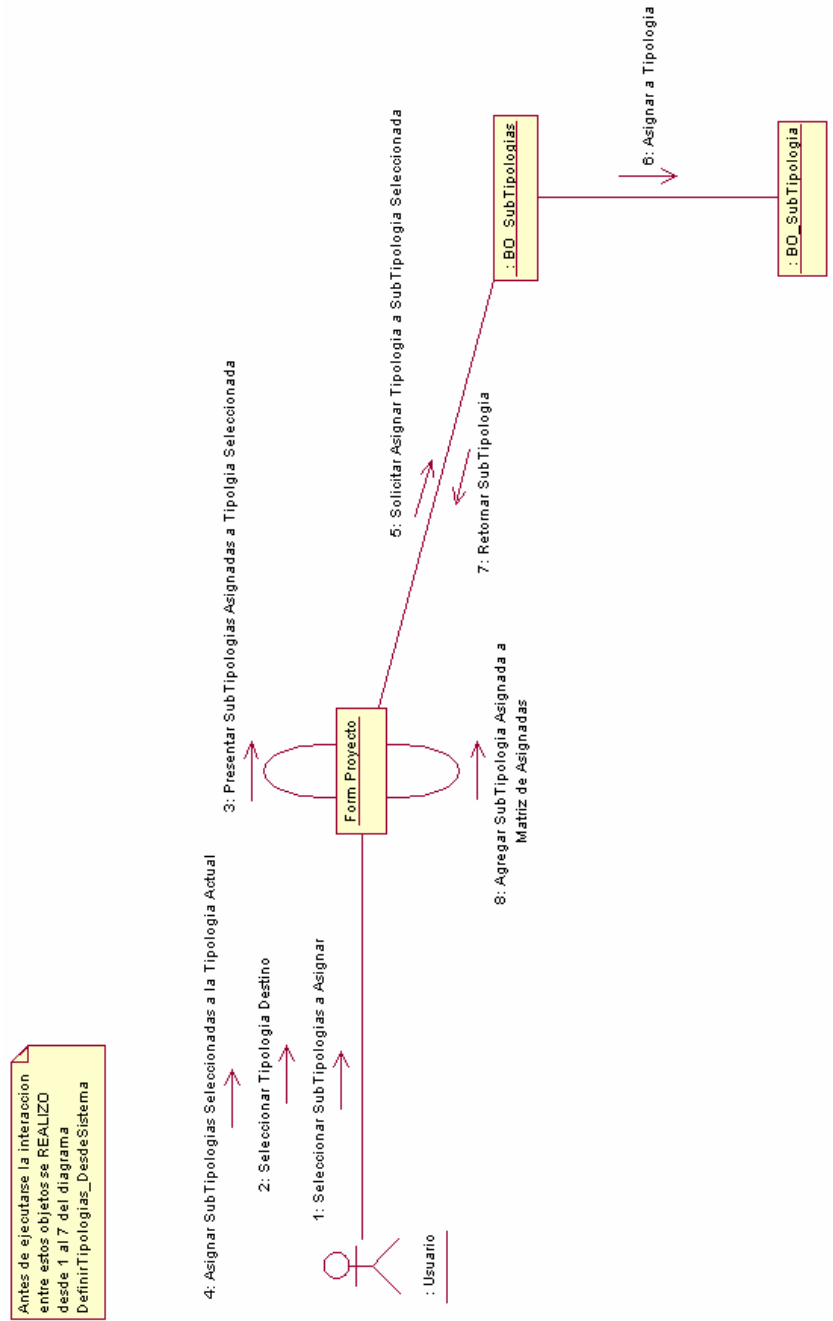 Antes de ejecutarse la interaccion
entre estos objetos se REALIZO
desde 1 al 7 del diagrama
DefinirTipologias_DesdeSistema
4: Asignar SubTipologias Seleccionadas a la Tipologia Actual
2: Seleccionar Tipologia Destino
1: Seleccionar SubTipologias a Asignar
: Usuario
3: Presentar SubTipologias Asignadas a Tipolgia Seleccionada
Form Proyecto
8: Agregar SubTipologia Asignada a
Matriz de Asignadas
5: Solicitar Asignar Tipologia a SubTipologia Seleccionada
7: Retornar SubTipologia
: BO_SubTipologias
6: Asignar a Tipologia
: BO_SubTipologia